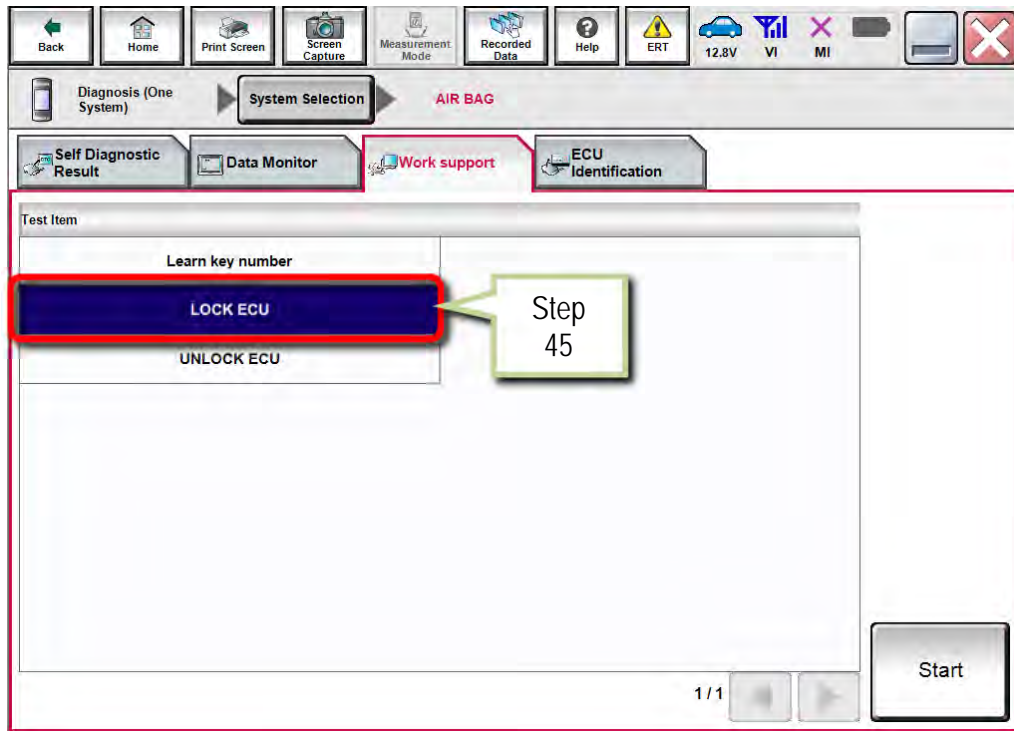 Back
Home
Print Screen
Screen
Capture
Measurement
Mode
Recorded
Data
Help
ERT
12.8V
VI
MI
Diagnosis (One
System)
System Selection
AIR BAG
Self Diagnostic
Result
Data Monitor
Work support
ECU
Identification
Test Item
Learn key number
LOCK ECU
Step
45
UNLOCK ECU
Start
1 / 1